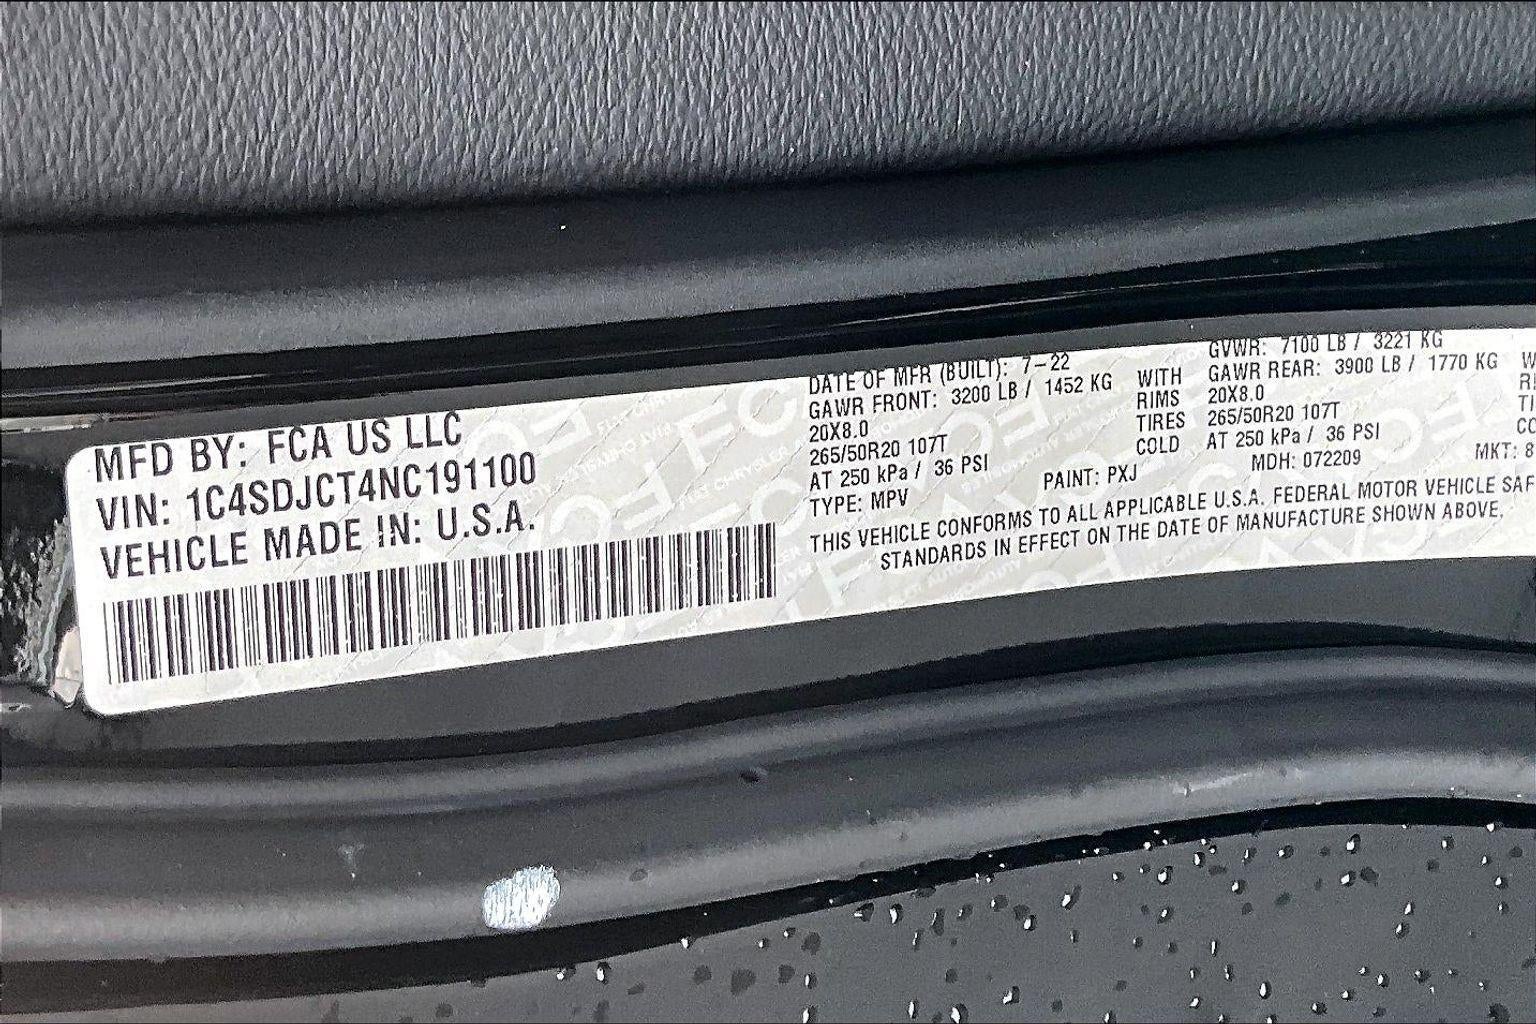 MFD BY: FCA US LLC
VIN: 1C4SDJCT4NC191100
VEHICLE MADE IN: U.S.A.
DATE OF MFR (BUILT): 7-22
GVWR: 7100 LB / 3221 KG
GAWR FRONT: 3200 LB / 1452 KG WITH GAWR REAR: 3900 LB / 1770 KG
20X8.0 RIMS 20X8.0
265/50R20 107T TIRES 265/50R20 107T
AT 250 kPa / 36 PSI COLD AT 250 kPa / 36 PSI
TYPE: MPV PAINT: PXJ MDH: 072209 MKT: 8
THIS VEHICLE CONFORMS TO ALL APPLICABLE U.S.A. FEDERAL MOTOR VEHICLE SAF
STANDARDS IN EFFECT ON THE DATE OF MANUFACTURE SHOWN ABOVE.